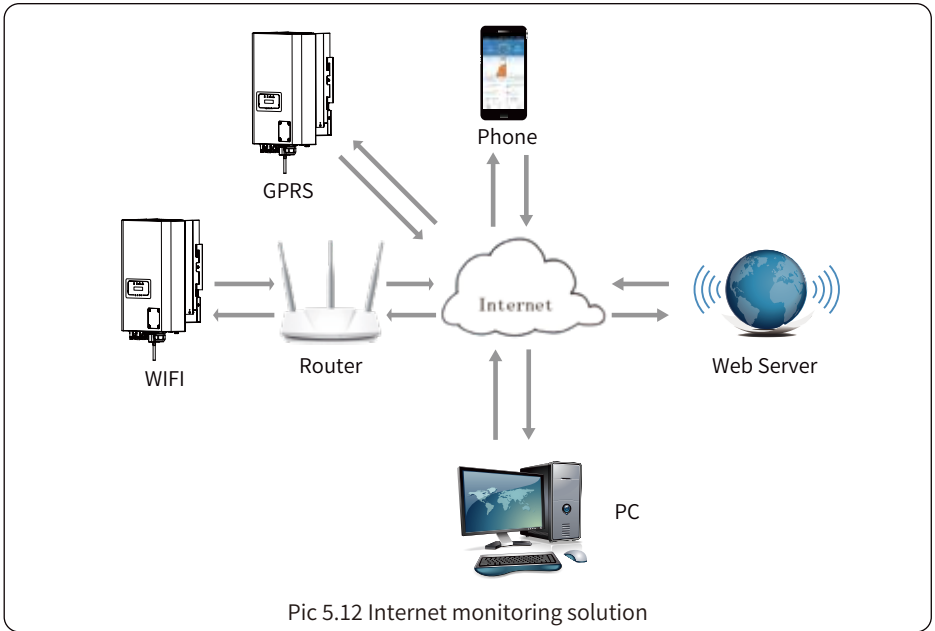 Phone
GPRS
Internet
WIFI
Router
Web Server
PC
Pic 5.12 Internet monitoring solution